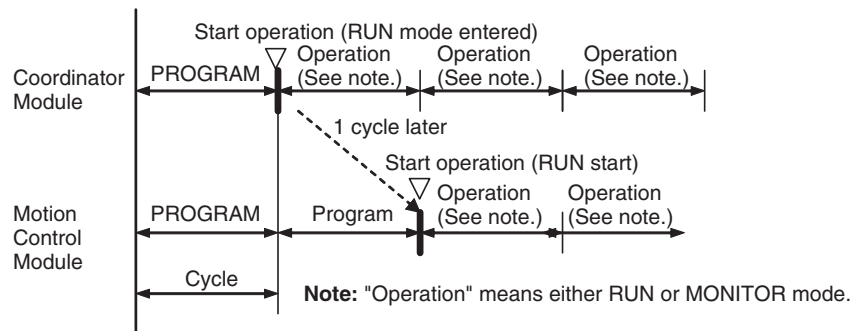 Start operation (RUN mode entered)
Operation
(See note.)
Operation
(See note.)
Operation
(See note.)
Coordinator
Module
PROGRAM
1 cycle later
Start operation (RUN start)
Motion
Control
Module
PROGRAM
Program
Operation
(See note.)
Operation
(See note.)
Cycle
Note: "Operation" means either RUN or MONITOR mode.